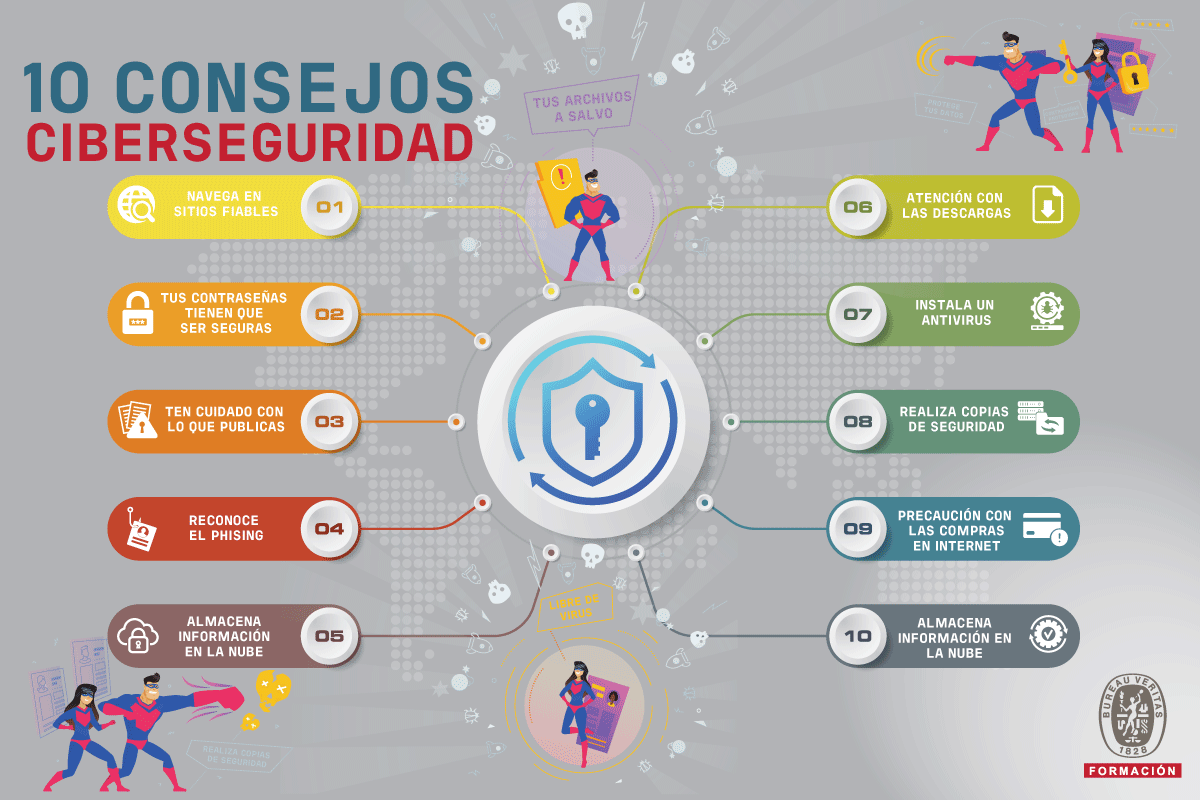 10 CONSEJOS
CIBERSEGURIDAD
TUS ARCHIVOS
A SALVO
PROTEGE
TUS DATOS
NAVEGA EN
SITIOS FIABLES
01
TUS CONTRASEÑAS
TIENEN QUE
SER SEGURAS
02
TEN CUIDADO CON
LO QUE PUBLICAS
03
RECONOCE
EL PHISING
04
ALMACENA
INFORMACIÓN
EN LA NUBE
05
06
ATENCIÓN CON
LAS DESCARGAS
07
INSTALA UN
ANTIVIRUS
08
REALIZA COPIAS
DE SEGURIDAD
09
PRECAUCIÓN CON
LAS COMPRAS
EN INTERNET
10
ALMACENA
INFORMACIÓN EN
LA NUBE
LIBRE DE
VIRUS
REALIZA COPIAS
DE SEGURIDAD
BUREAU VERITAS
1828
FORMACIÓN